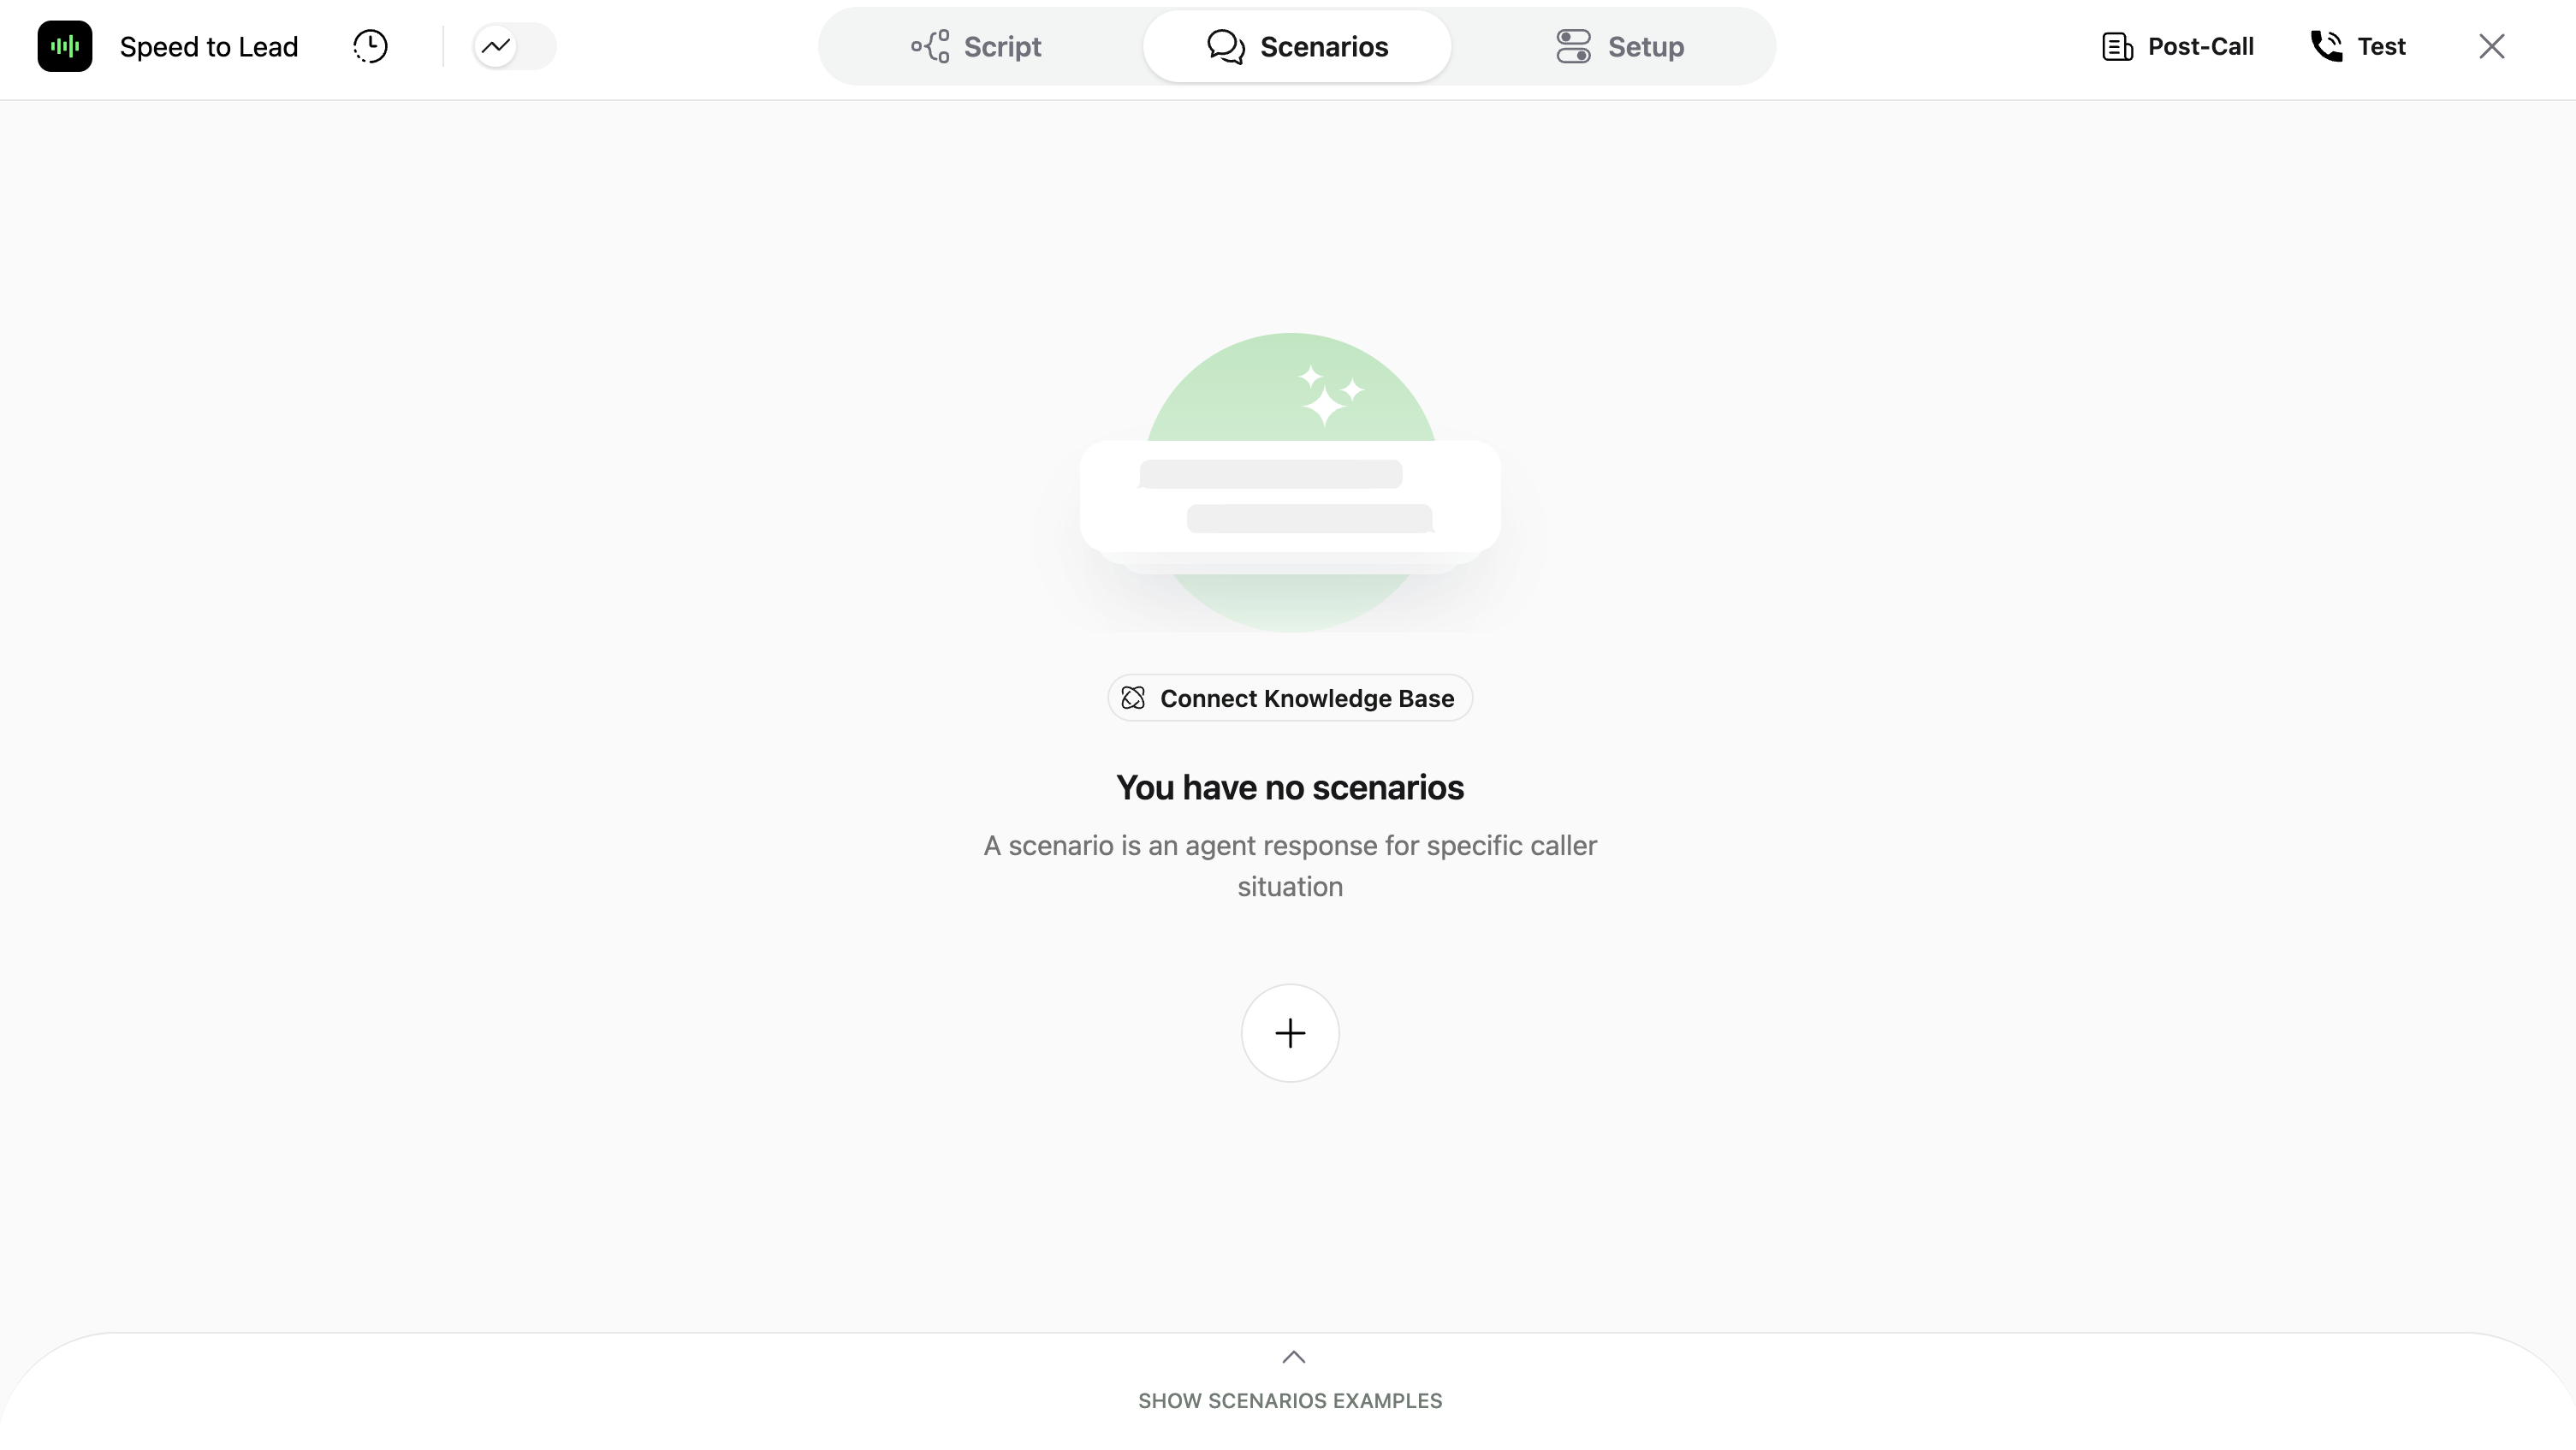 Speed to Lead
Script
Scenarios
Setup
Post-Call
Test
Connect Knowledge Base
You have no scenarios
A scenario is an agent response for specific caller
situation
SHOW SCENARIOS EXAMPLES